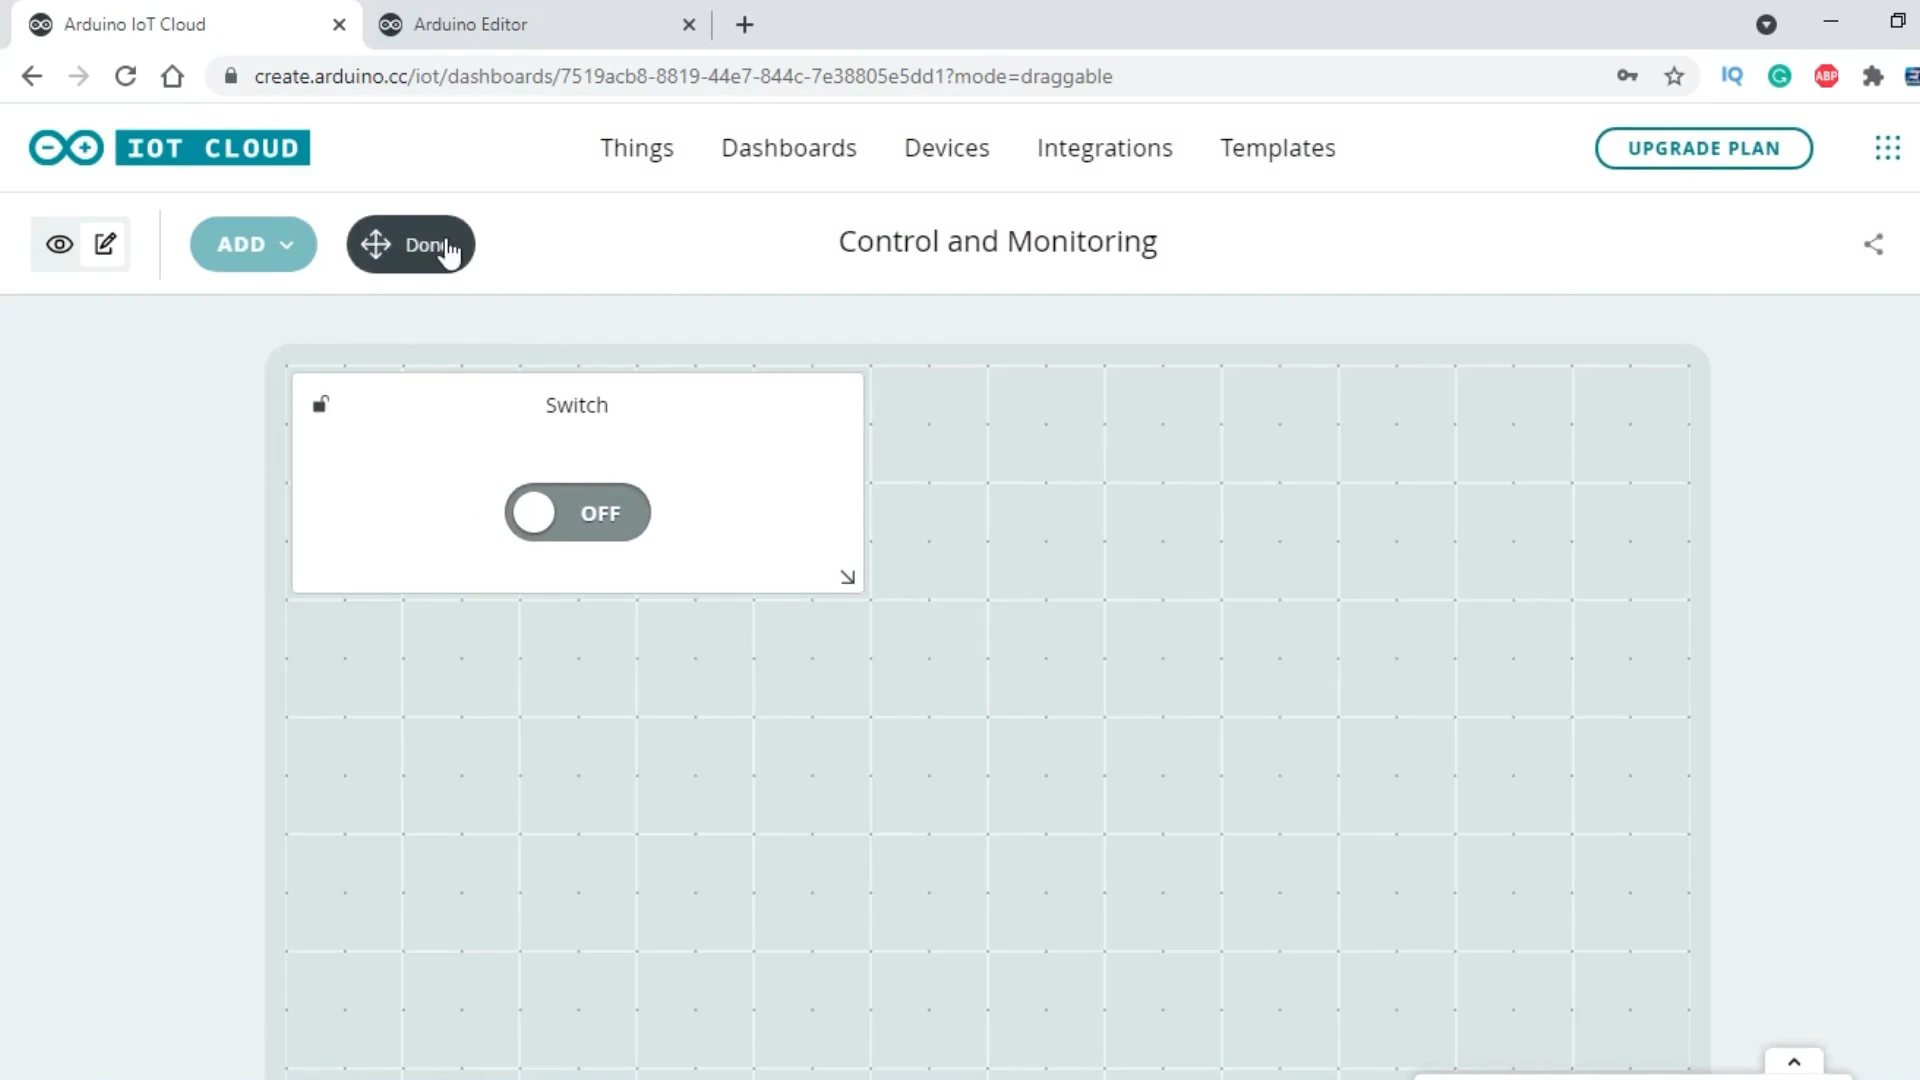 Arduino IoT Cloud
Arduino Editor
create.arduino.cc/iot/dashboards/7519acb8-8819-44e7-844c-7e38805e5dd1?mode=draggable
IQ
G
ABP
IOT CLOUD
Things
Dashboards
Devices
Integrations
Templates
UPGRADE PLAN
ADD
Done
Control and Monitoring
Switch
OFF